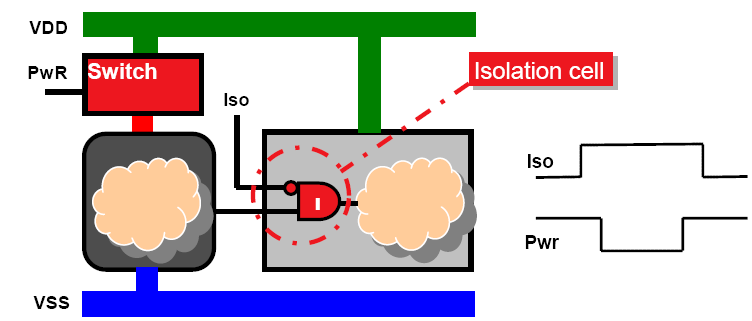 VDD
PwR
Switch
Iso
Isolation cell
I
Iso
Pwr
VSS